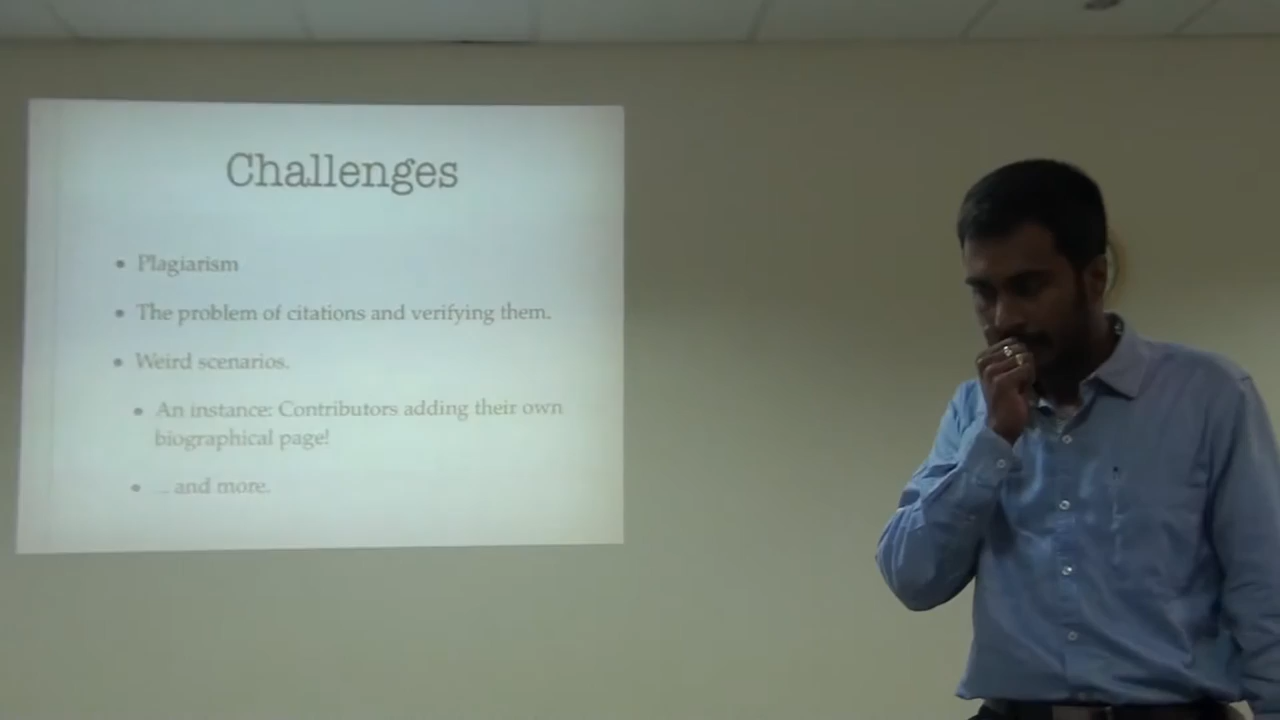 Challenges
• Plagiarism
• The problem of citations and verifying them.
• Weird scenarios.
• An instance: Contributors adding their own
biographical page!
• ... and more.